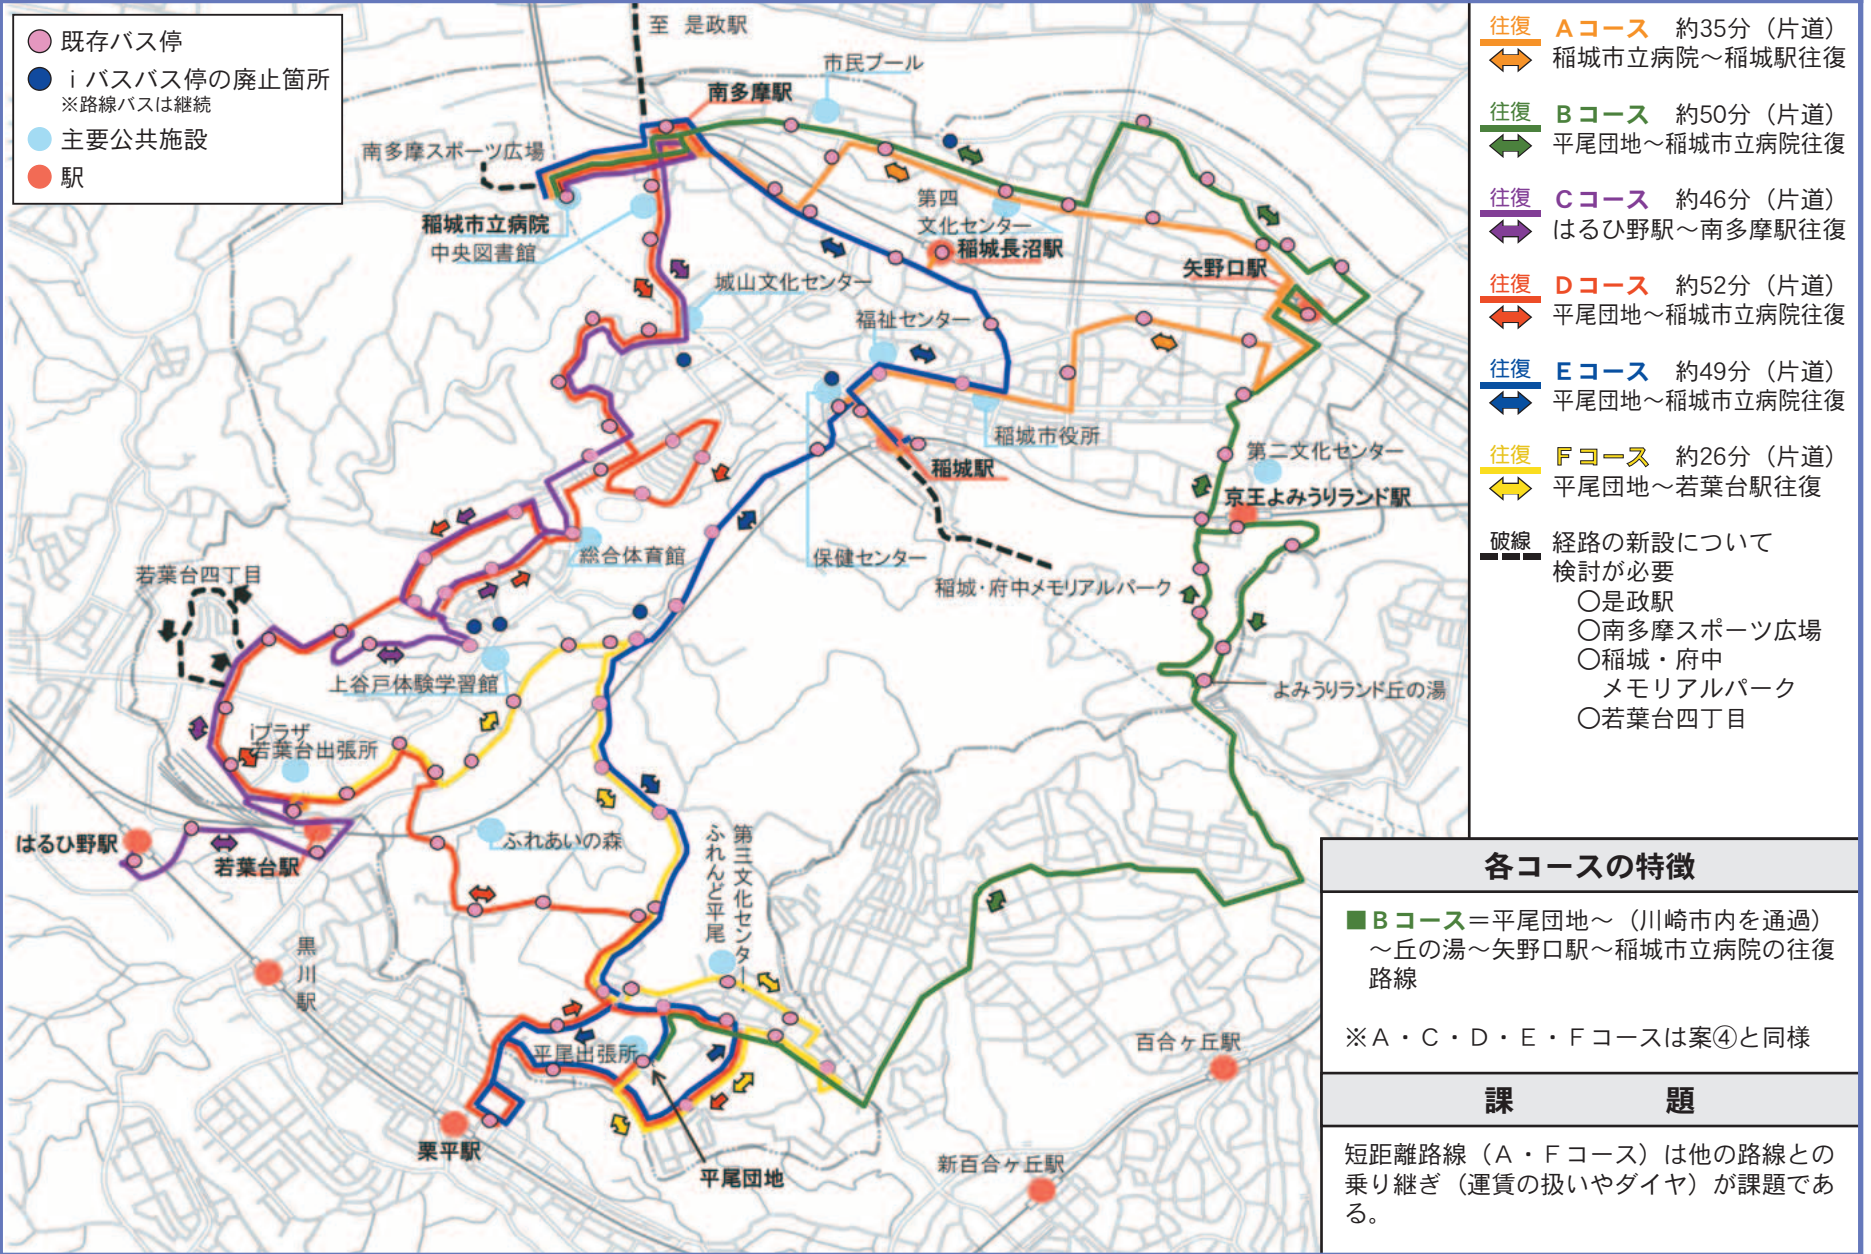 既存バス停
ｉバスバス停の廃止箇所
※路線バスは継続
主要公共施設
駅
至 是政駅
市民プール
南多摩駅
南多摩スポーツ広場
稲城市立病院
中央図書館
第四
文化センター
稲城長沼駅
矢野口駅
城山文化センター
福祉センター
稲城市役所
稲城駅
第二文化センター
京王よみうりランド駅
総合体育館
保健センター
稲城・府中メモリアルパーク
若葉台四丁目
上谷戸体験学習館
よみうりランド丘の湯
iプラザ
若葉台出張所
はるひ野駅
若葉台駅
ふれあいの森
第三文化センター
ふれんど平尾
黒川駅
平尾出張所
栗平駅
平尾団地
百合ヶ丘駅
新百合ヶ丘駅
往復 Ａコース 約35分（片道）
稲城市立病院～稲城駅往復
往復 Ｂコース 約50分（片道）
平尾団地～稲城市立病院往復
往復 Ｃコース 約46分（片道）
はるひ野駅～南多摩駅往復
往復 Ｄコース 約52分（片道）
平尾団地～稲城市立病院往復
往復 Ｅコース 約49分（片道）
平尾団地～稲城市立病院往復
往復 Ｆコース 約26分（片道）
平尾団地～若葉台駅往復
破線 経路の新設について
検討が必要
○是政駅
○南多摩スポーツ広場
○稲城・府中
メモリアルパーク
○若葉台四丁目
各コースの特徴
■Ｂコース＝平尾団地～（川崎市内を通過）
～丘の湯～矢野口駅～稲城市立病院の往復
路線
※Ａ・Ｃ・Ｄ・Ｅ・Ｆコースは案④と同様
課 題
短距離路線（Ａ・Ｆコース）は他の路線との
乗り継ぎ（運賃の扱いやダイヤ）が課題であ
る。